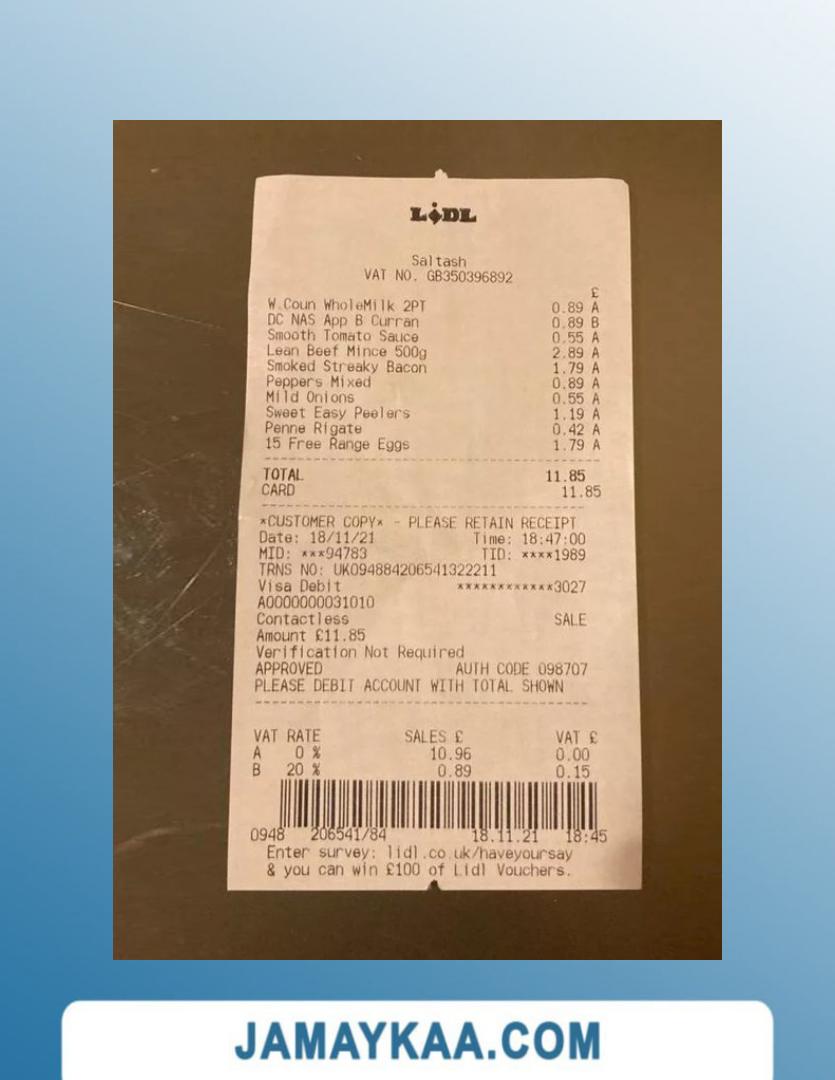 LiDL
Saltash
VAT NO. GB350396892
£
W.Coun WholeMilk 2PT 0.89 A
DC NAS App B Curran 0.89 B
Smooth Tomato Sauce 0.55 A
Lean Beef Mince 500g 2.89 A
Smoked Streaky Bacon 1.79 A
Peppers Mixed 0.89 A
Mild Onions 0.55 A
Sweet Easy Peelers 1.19 A
Penne Rigate 0.42 A
15 Free Range Eggs 1.79 A
TOTAL 11.85
CARD 11.85
*CUSTOMER COPY* - PLEASE RETAIN RECEIPT
Date: 18/11/21 Time: 18:47:00
MID: ***94783 TID: ****1989
TRNS NO: UK094884206541322211
Visa Debit ************3027
A0000000031010
Contactless SALE
Amount £11.85
Verification Not Required
APPROVED AUTH CODE 098707
PLEASE DEBIT ACCOUNT WITH TOTAL SHOWN
VAT RATE SALES £ VAT £
A 0 % 10.96 0.00
B 20 % 0.89 0.15
0948 206541/84 18.11.21 18:45
Enter survey: lidl.co.uk/haveyoursay
& you can win £100 of Lidl Vouchers.
JAMAYKAA.COM